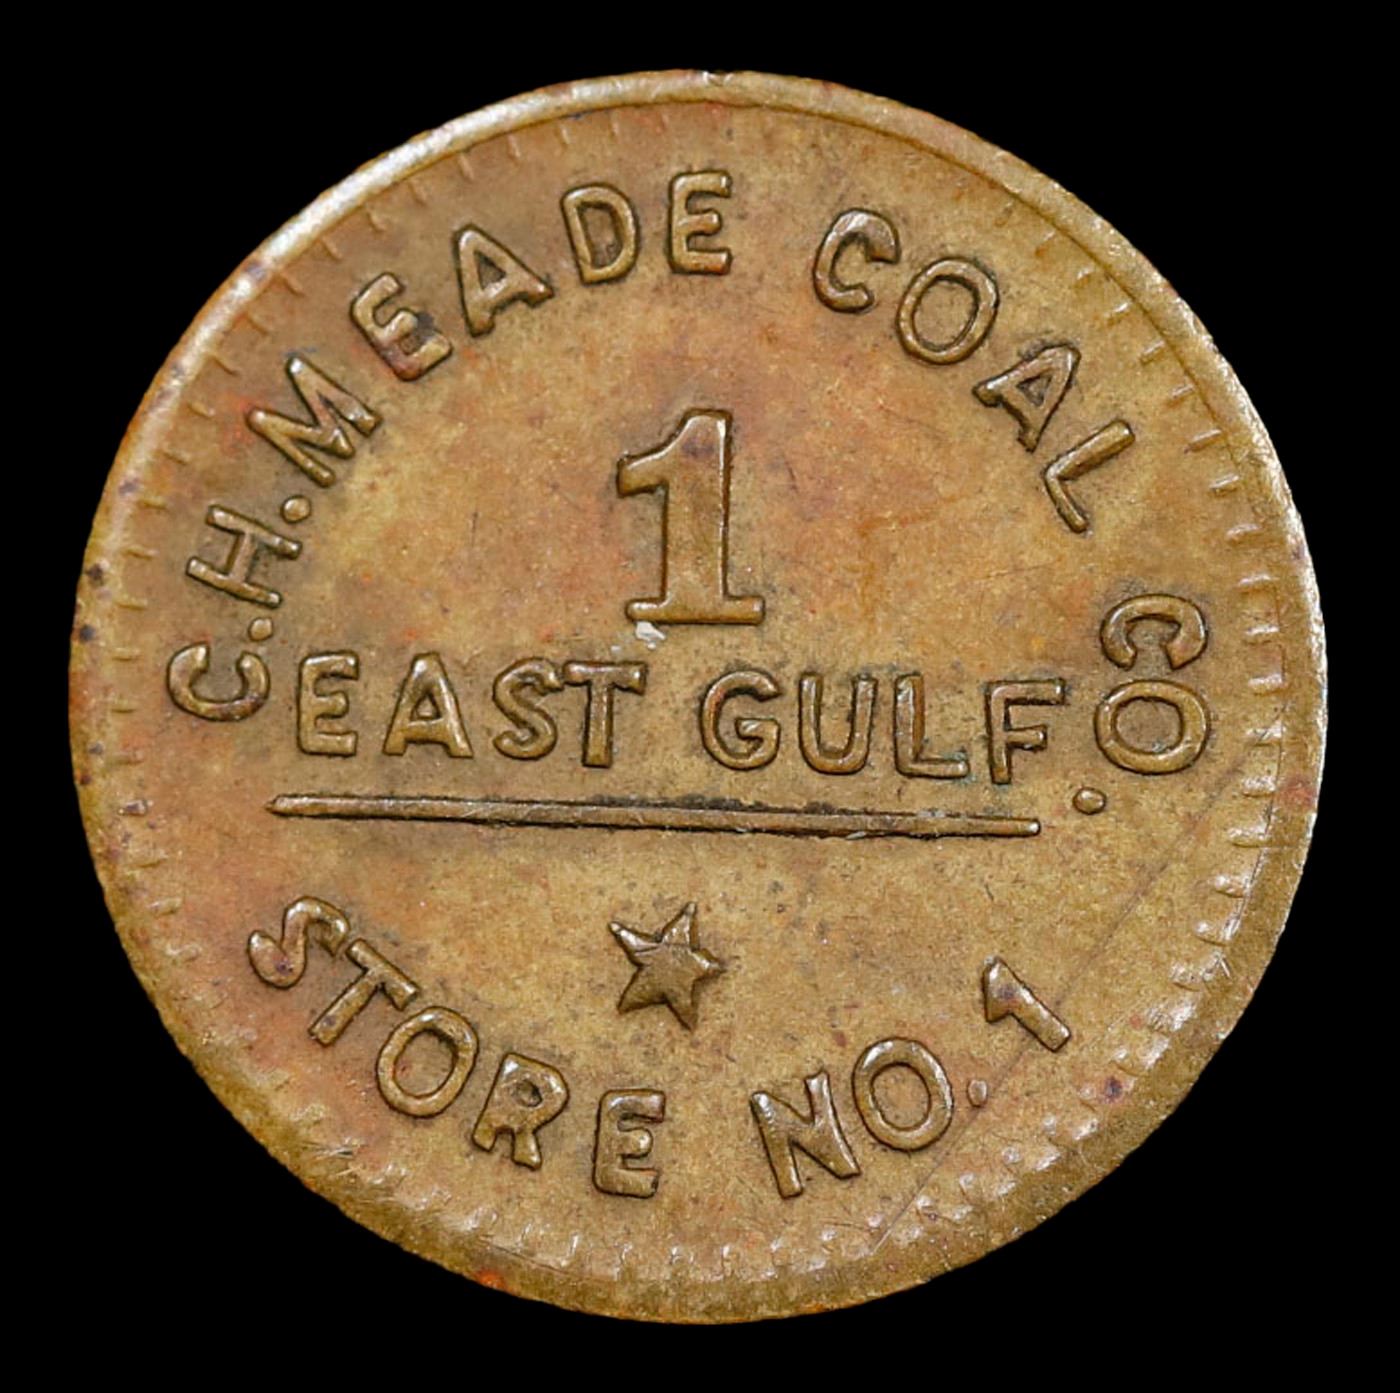 C.H.MEADE COAL CO.
1
EAST GULF
STORE NO. 1